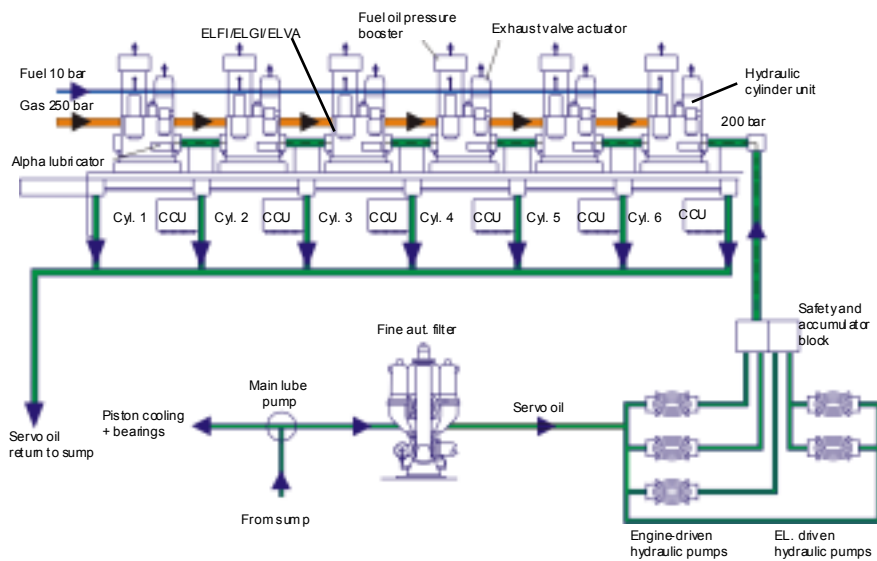 Fuel oil pressure
booster
Exhaust valve actuator
ELFI/ELGI/ELVA
Fuel 10 bar
Gas 250 bar
Hydraulic
cylinder unit
200 bar
Alpha lubricator
Cyl. 1 CCU Cyl. 2 CCU Cyl. 3 CCU Cyl. 4 CCU Cyl. 5 CCU Cyl. 6 CCU
Safety and
accumulator
block
Fine aut. filter
Main lube
pump
Piston cooling
+ bearings
Servo oil
Servo oil
return to sump
From sump
Engine-driven
hydraulic pumps
EL. driven
hydraulic pumps